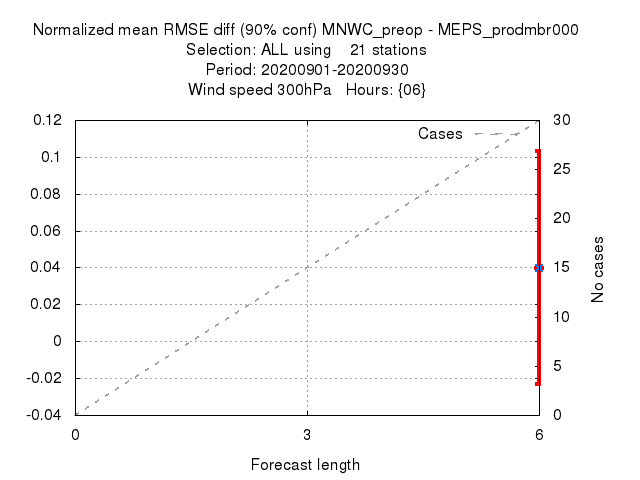 Normalized mean RMSE diff (90% conf) MNWC_preop - MEPS_prodmbr000
Selection: ALL using    21 stations
Period: 20200901-20200930
Wind speed 300hPa   Hours: {06}
Cases
0.12
0.1
0.08
0.06
0.04
0.02
0
-0.02
-0.04
30
25
20
15
10
5
0
No cases
0
3
6
Forecast length